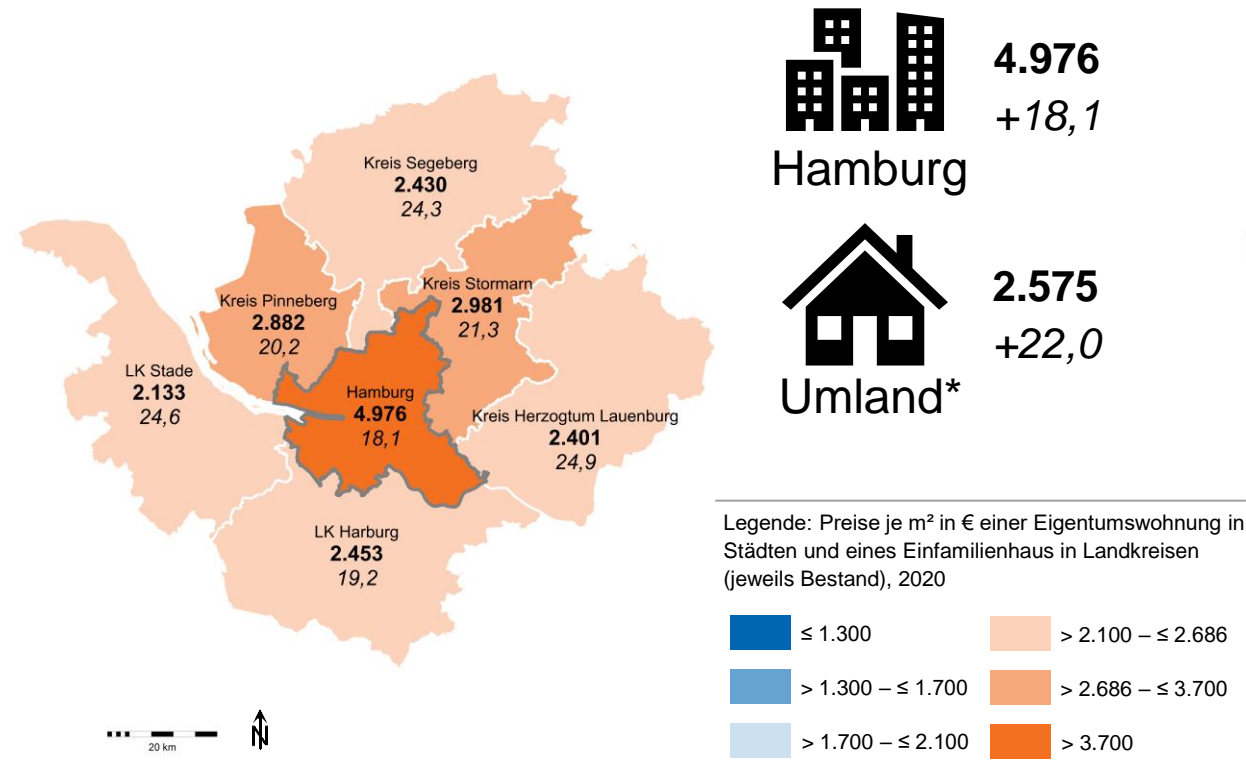 4.976
+18,1
Hamburg
2.575
+22,0
Umland*
Kreis Segeberg
2.430
24,3
Kreis Stormarn
2.981
21,3
Kreis Pinneberg
2.882
20,2
LK Stade
2.133
24,6
Hamburg
4.976
18,1
Kreis Herzogtum Lauenburg
2.401
24,9
LK Harburg
2.453
19,2
20 km
N
Legende: Preise je m² in € einer Eigentumswohnung in
Städten und eines Einfamilienhaus in Landkreisen
(jeweils Bestand), 2020
≤ 1.300
> 1.300 – ≤ 1.700
> 1.700 – ≤ 2.100
> 2.100 – ≤ 2.686
> 2.686 – ≤ 3.700
> 3.700